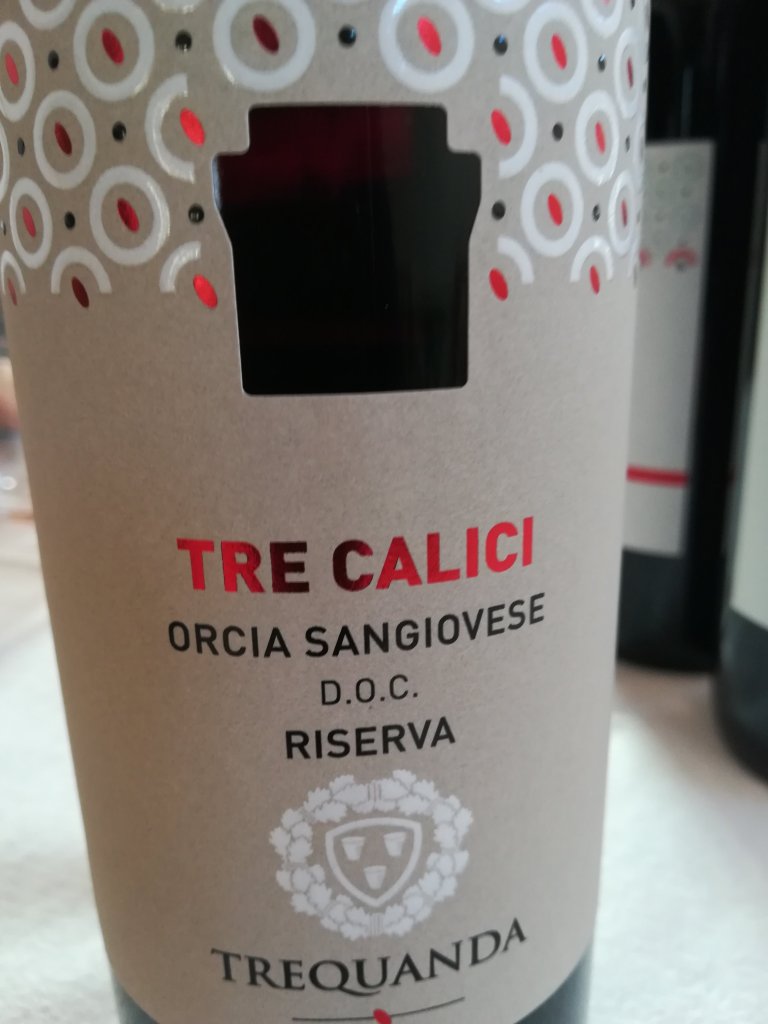 TRE CALICI
ORCIA SANGIOVESE
D.O.C.
RISERVA
TREQUANDA